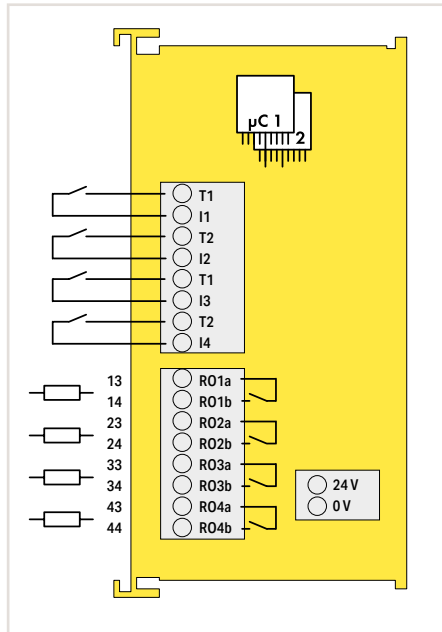 µC 1
2
T1
I1
T2
I2
T1
I3
T2
I4
13 RO1a
14 RO1b
23 RO2a
24 RO2b
33 RO3a
34 RO3b
43 RO4a
44 RO4b
24 V
0 V